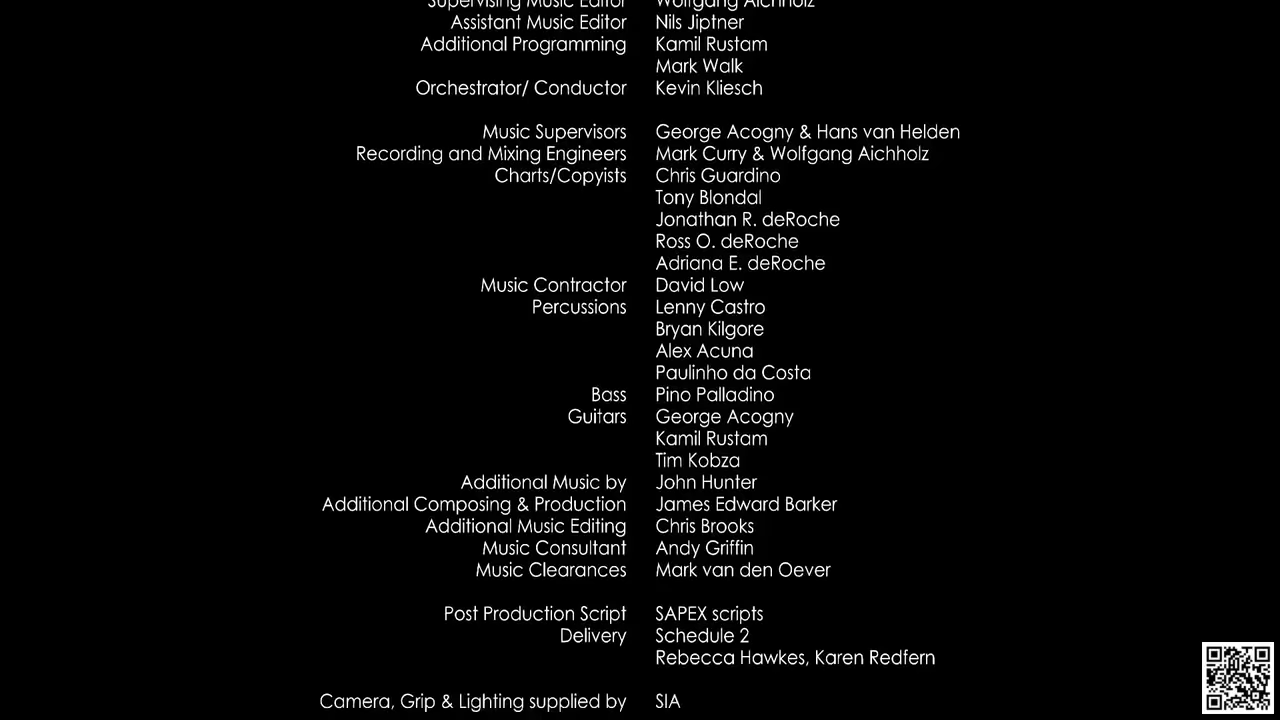 Supervising Music Editor Wolfgang Aichholz
Assistant Music Editor Nils Jiptner
Additional Programming Kamil Rustam
Mark Walk
Orchestrator/ Conductor Kevin Kliesch
Music Supervisors George Acogny & Hans van Helden
Recording and Mixing Engineers Mark Curry & Wolfgang Aichholz
Charts/Copyists Chris Guardino
Tony Blondal
Jonathan R. deRoche
Ross O. deRoche
Adriana E. deRoche
Music Contractor David Low
Percussions Lenny Castro
Bryan Kilgore
Alex Acuna
Paulinho da Costa
Bass Pino Palladino
Guitars George Acogny
Kamil Rustam
Tim Kobza
Additional Music by John Hunter
Additional Composing & Production James Edward Barker
Additional Music Editing Chris Brooks
Music Consultant Andy Griffin
Music Clearances Mark van den Oever
Post Production Script SAPEX scripts
Delivery Schedule 2
Rebecca Hawkes, Karen Redfern
Camera, Grip & Lighting supplied by SIA